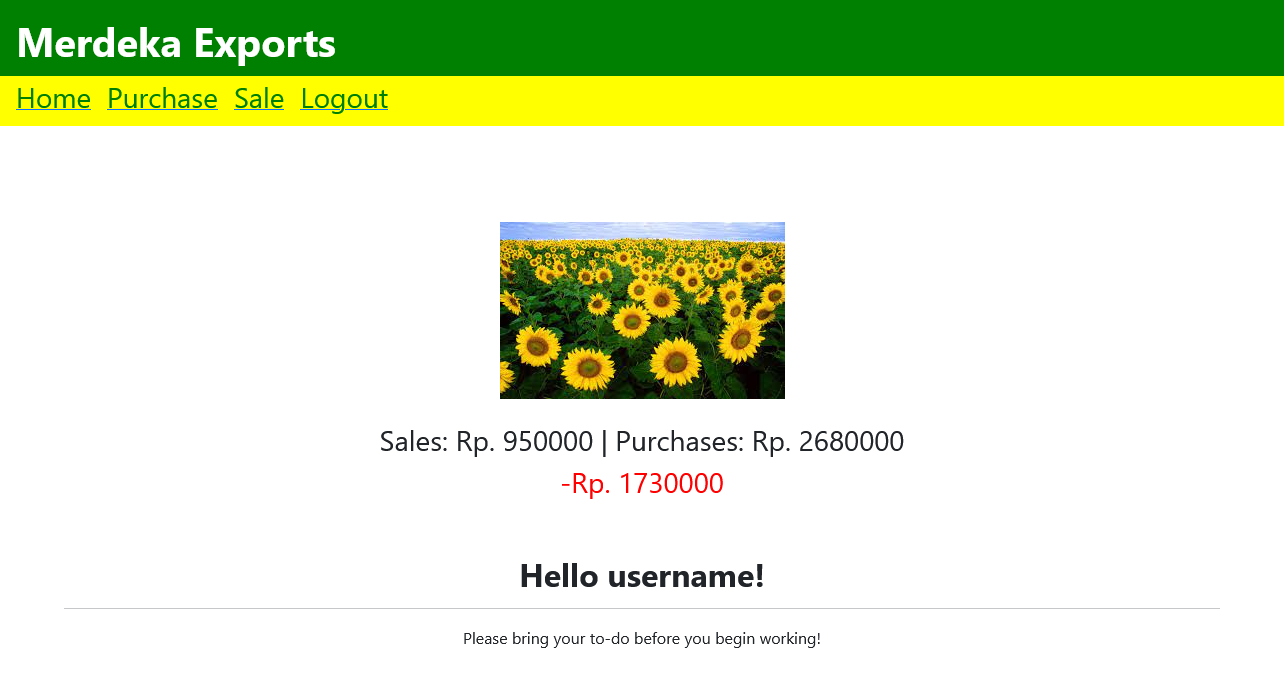 Merdeka Exports
Home Purchase Sale Logout
Sales: Rp. 950000 | Purchases: Rp. 2680000
-Rp. 1730000
Hello username!
Please bring your to-do before you begin working!